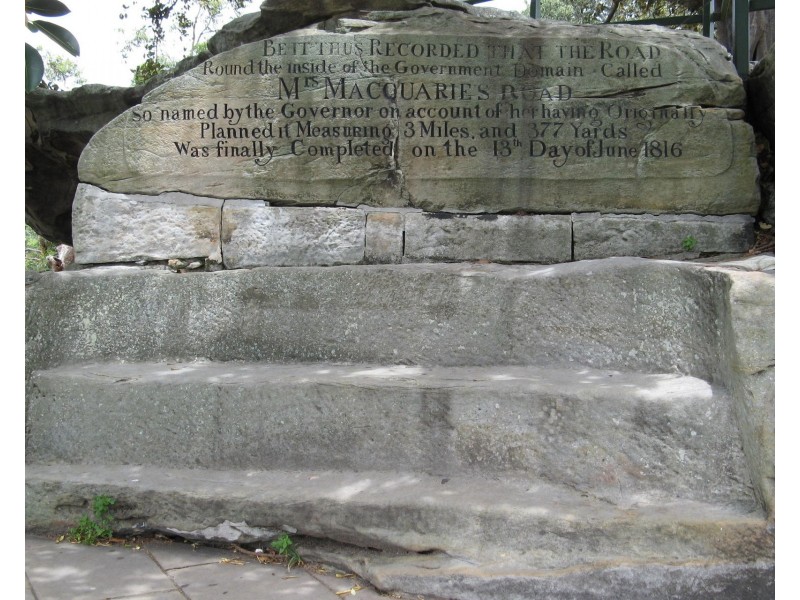 BE IT THUS RECORDED THAT THE ROAD
Round the inside of the Government Domain Called
Mrs MACQUARIES ROAD
So named by the Governor on account of her having Originally
Planned it Measuring 3 Miles, and 377 Yards
Was finally Completed on the 13th Day of June 1816